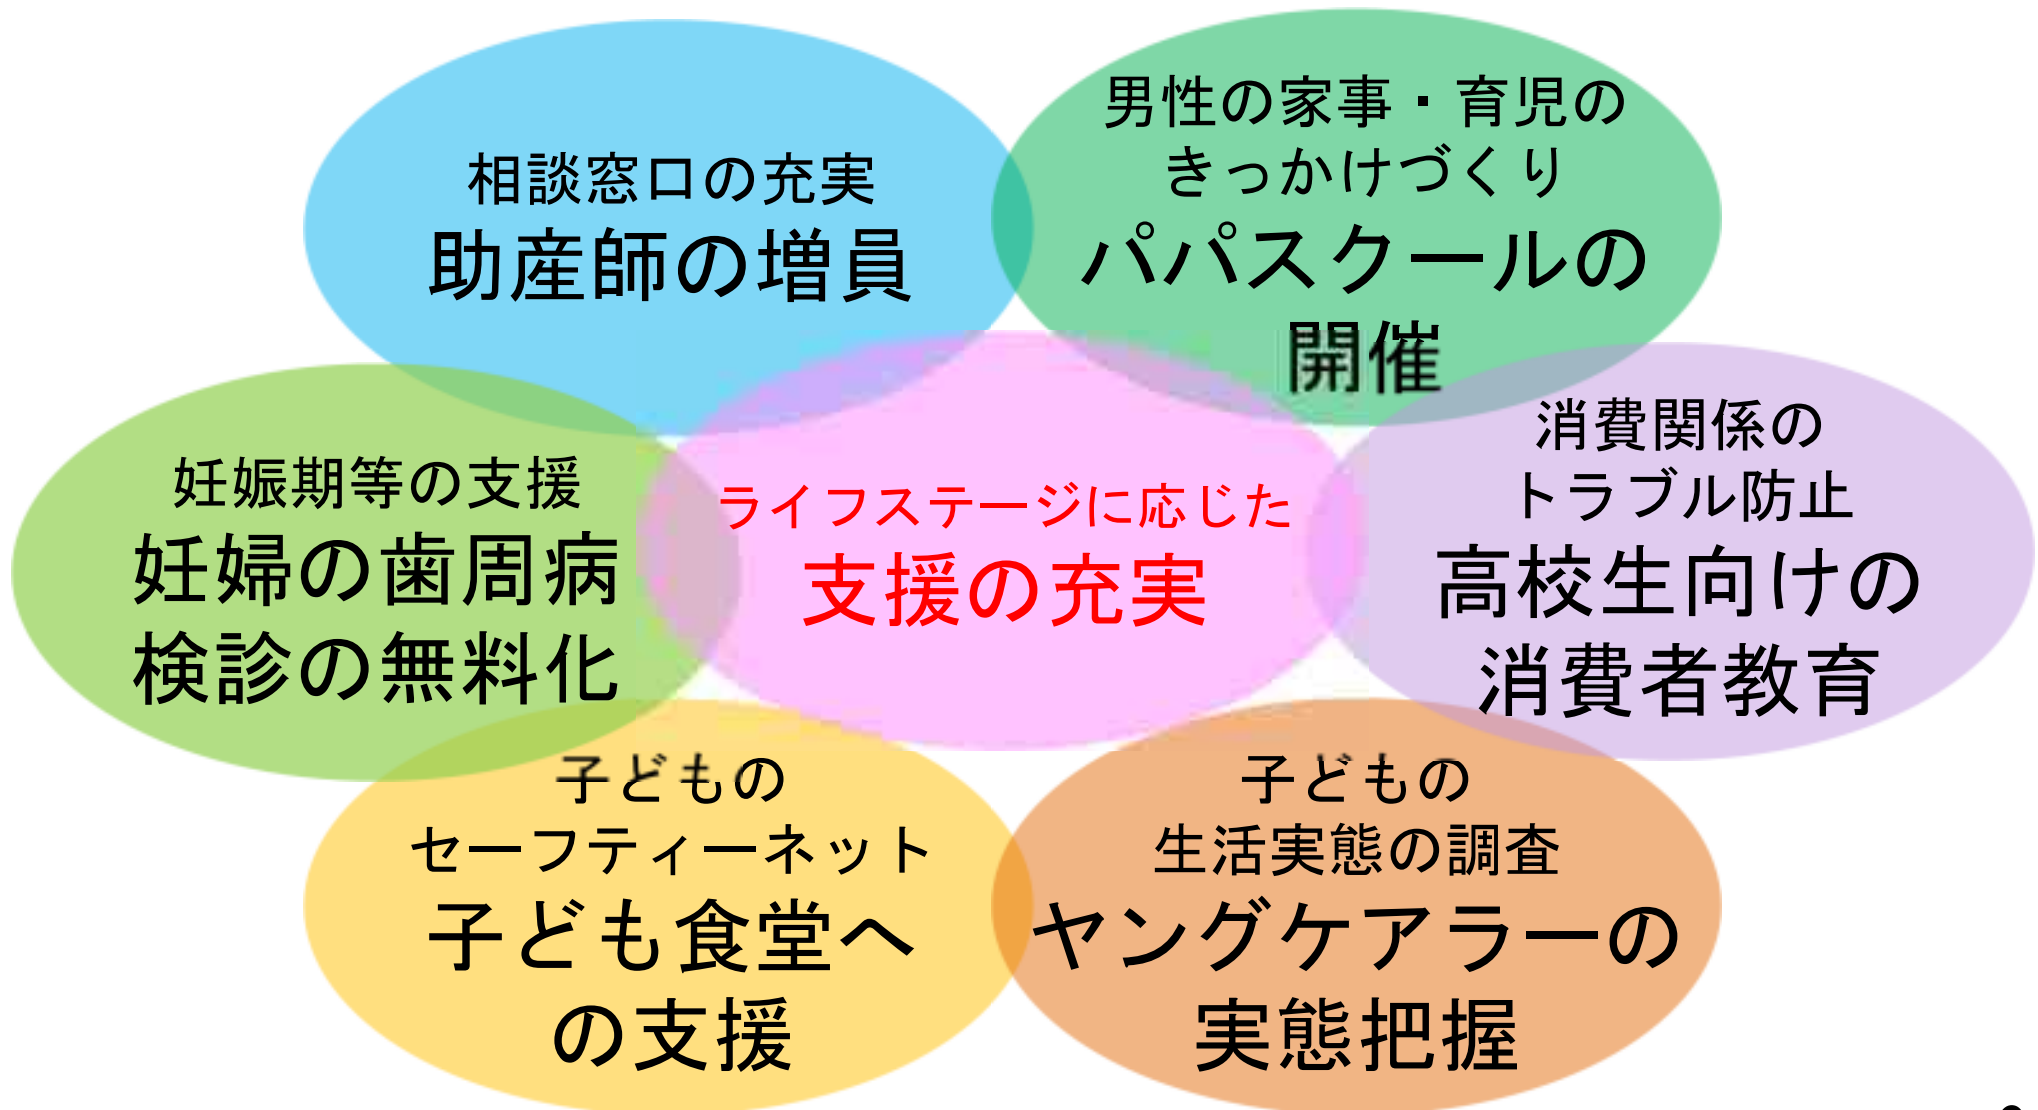 相談窓口の充実
助産師の増員
男性の家事・育児の
きっかけづくり
パパスクールの
開催
妊娠期等の支援
妊婦の歯周病
検診の無料化
ライフステージに応じた
支援の充実
消費関係の
トラブル防止
高校生向けの
消費者教育
子どもの
セーフティーネット
子ども食堂へ
の支援
子どもの
生活実態の調査
ヤングケアラーの
実態把握